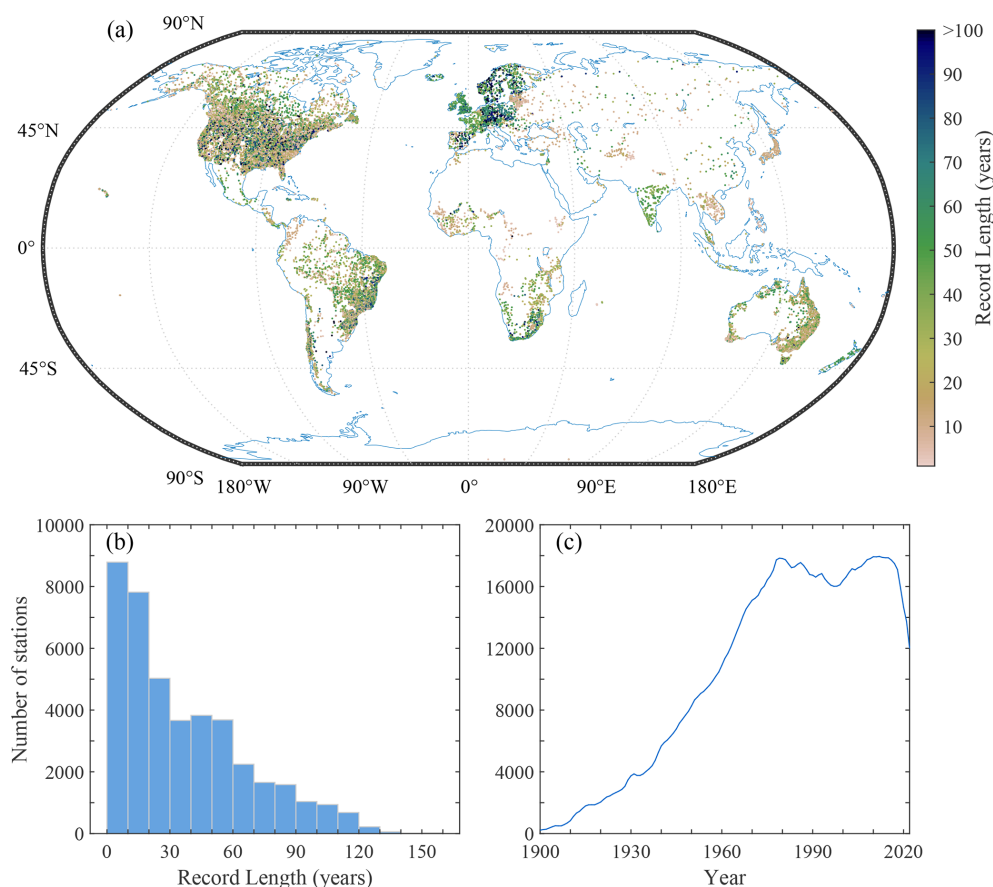 (a)
90°N
45°N
0°
45°S
90°S
180°W 90°W 0° 90°E 180°E
>100
90
80
70
60
50
40
30
20
10
Record Length (years)
(b)
10000
8000
6000
4000
2000
0
Number of stations
0 30 60 90 120 150
Record Length (years)
(c)
20000
18000
16000
12000
8000
4000
0
1900 1930 1960 1990 2020
Year